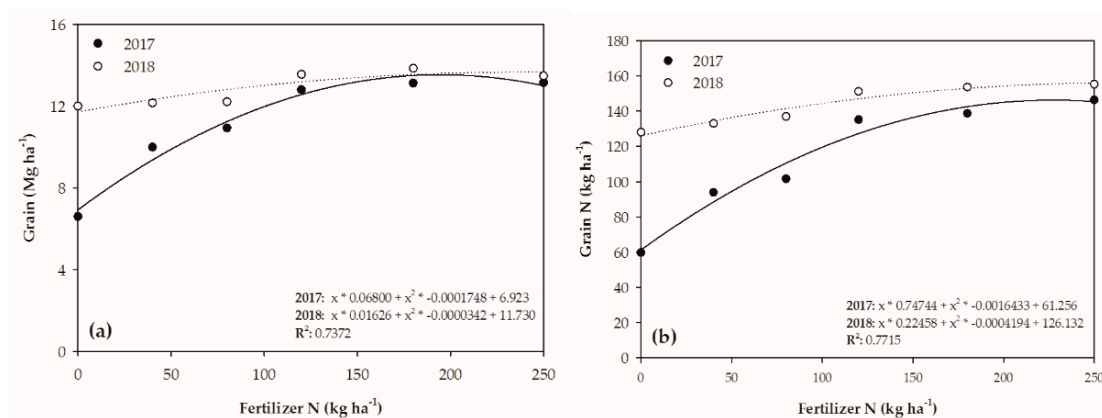 16
12
8
4
0
Grain (Mg ha⁻¹)
2017
2018
2017: x * 0.06800 + x² * -0.0001748 + 6.923
2018: x * 0.01626 + x² * -0.0000342 + 11.730
R²: 0.7372
(a)
0 50 100 150 200 250
Fertilizer N (kg ha⁻¹)
180
160
140
120
100
80
60
40
20
0
Grain N (kg ha⁻¹)
2017
2018
2017: x * 0.74744 + x² * -0.0016433 + 61.256
2018: x * 0.22458 + x² * -0.0004194 + 126.132
R²: 0.7715
(b)
0 50 100 150 200 250
Fertilizer N (kg ha⁻¹)